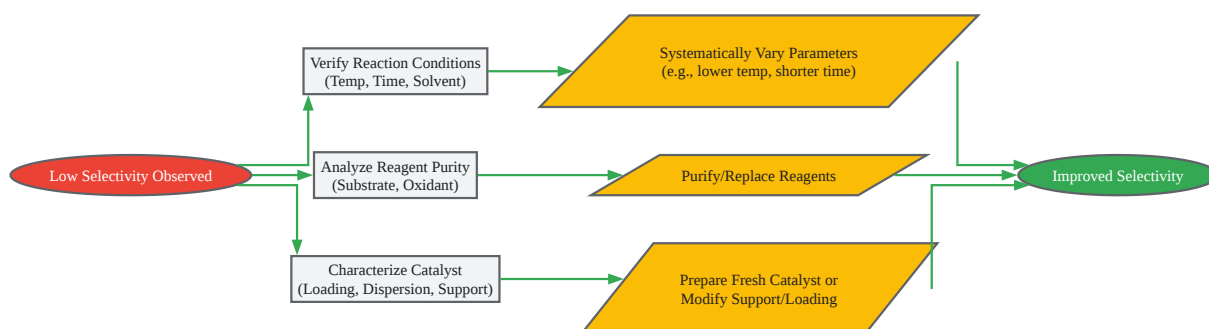 Low Selectivity Observed
Verify Reaction Conditions
(Temp, Time, Solvent)
Systematically Vary Parameters
(e.g., lower temp, shorter time)
Analyze Reagent Purity
(Substrate, Oxidant)
Purify/Replace Reagents
Characterize Catalyst
(Loading, Dispersion, Support)
Prepare Fresh Catalyst or
Modify Support/Loading
Improved Selectivity